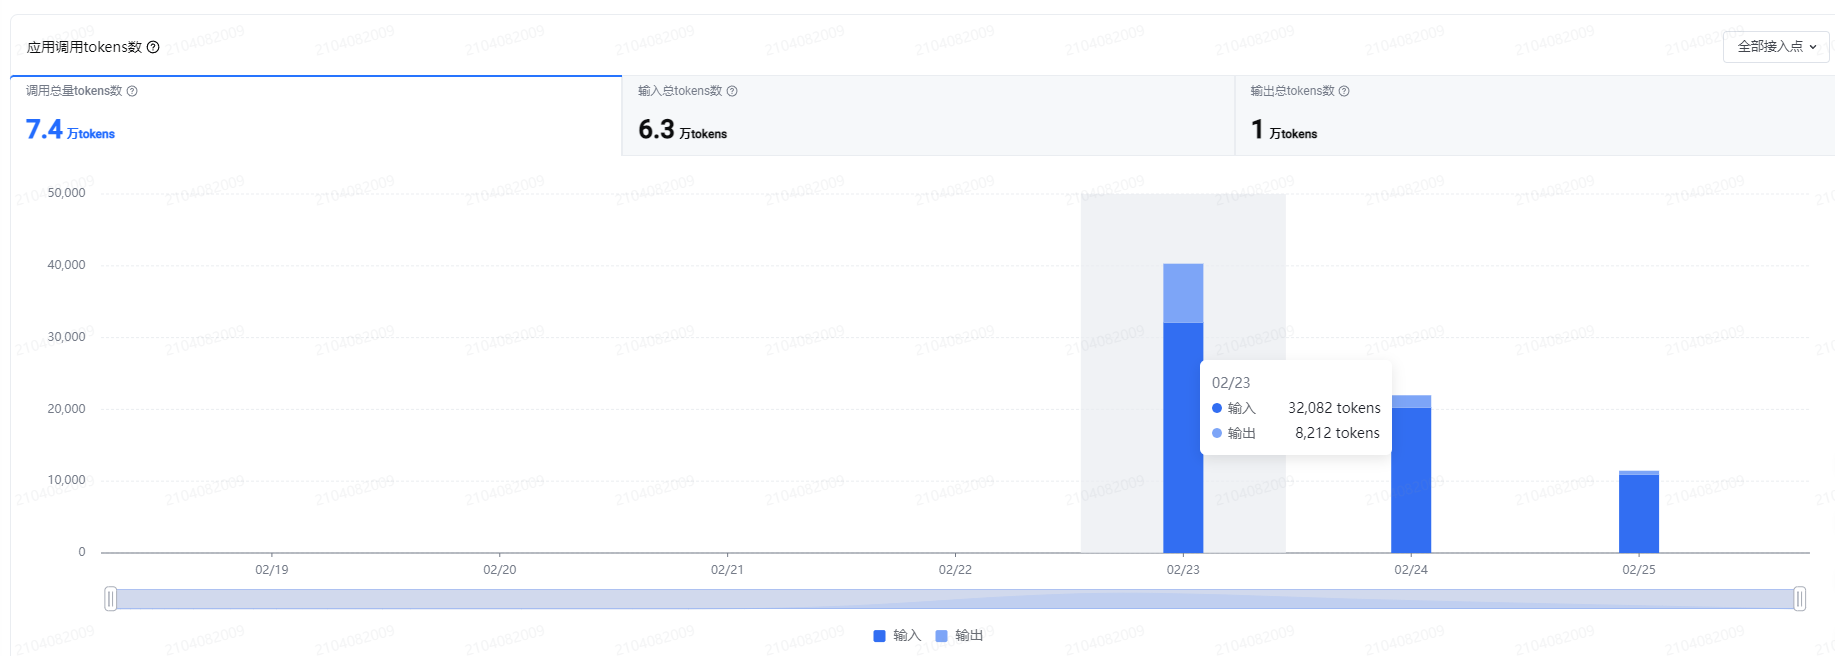 应用调用tokens数
全部接入点
调用总量tokens数
7.4 万tokens
输入总tokens数
6.3 万tokens
输出总tokens数
1 万tokens
50,000
40,000
30,000
20,000
10,000
0
02/23
输入 32,082 tokens
输出 8,212 tokens
02/19 02/20 02/21 02/22 02/23 02/24 02/25
输入 输出
2104082009